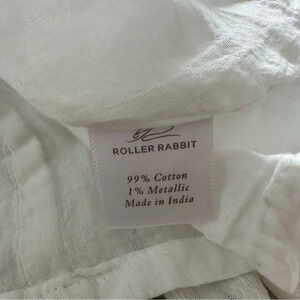 ROLLER RABBIT
99% Cotton
1% Metallic
Made in India